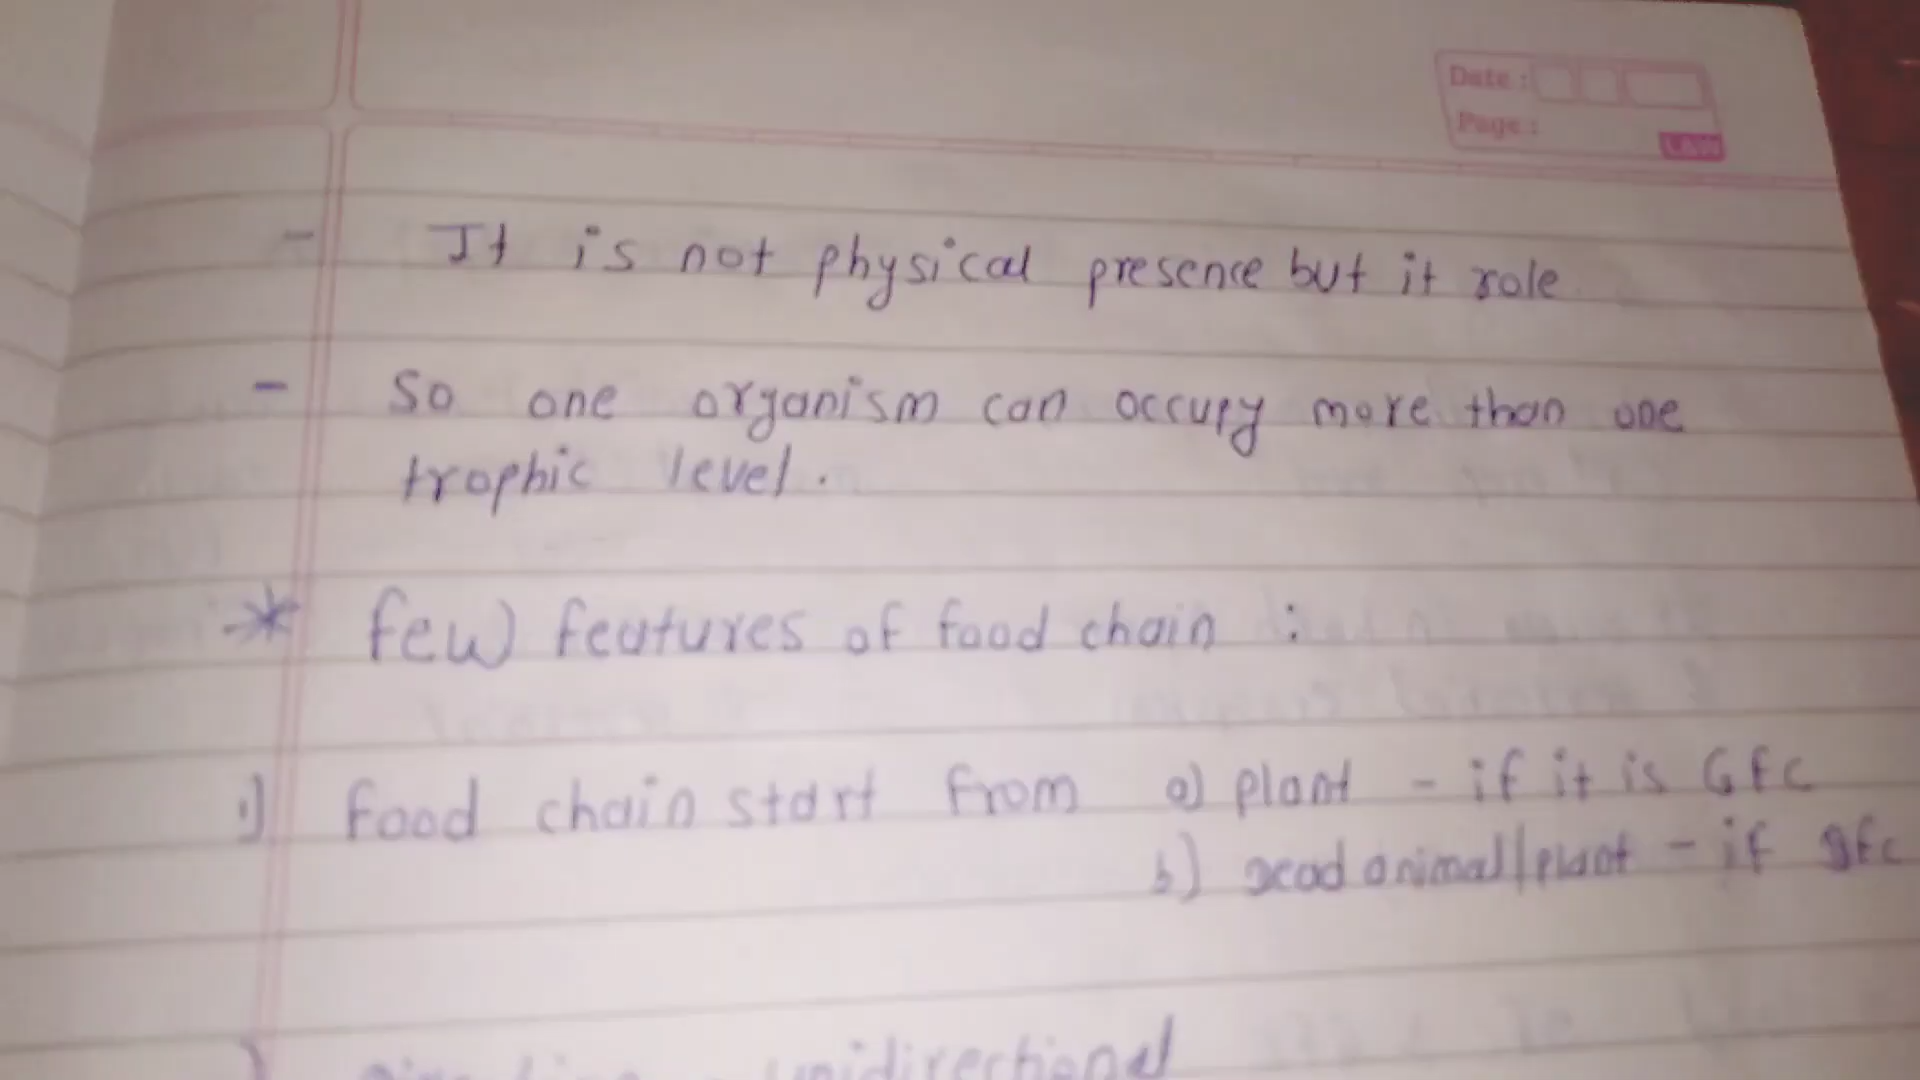 Date :
Page :
- It is not physical presence but it role
- So one organism can occupy more than one
trophic level.
* few features of food chain :
1) food chain start from a) plant - if it is GFC
b) dead animal/plant - if DFC
unidirectional